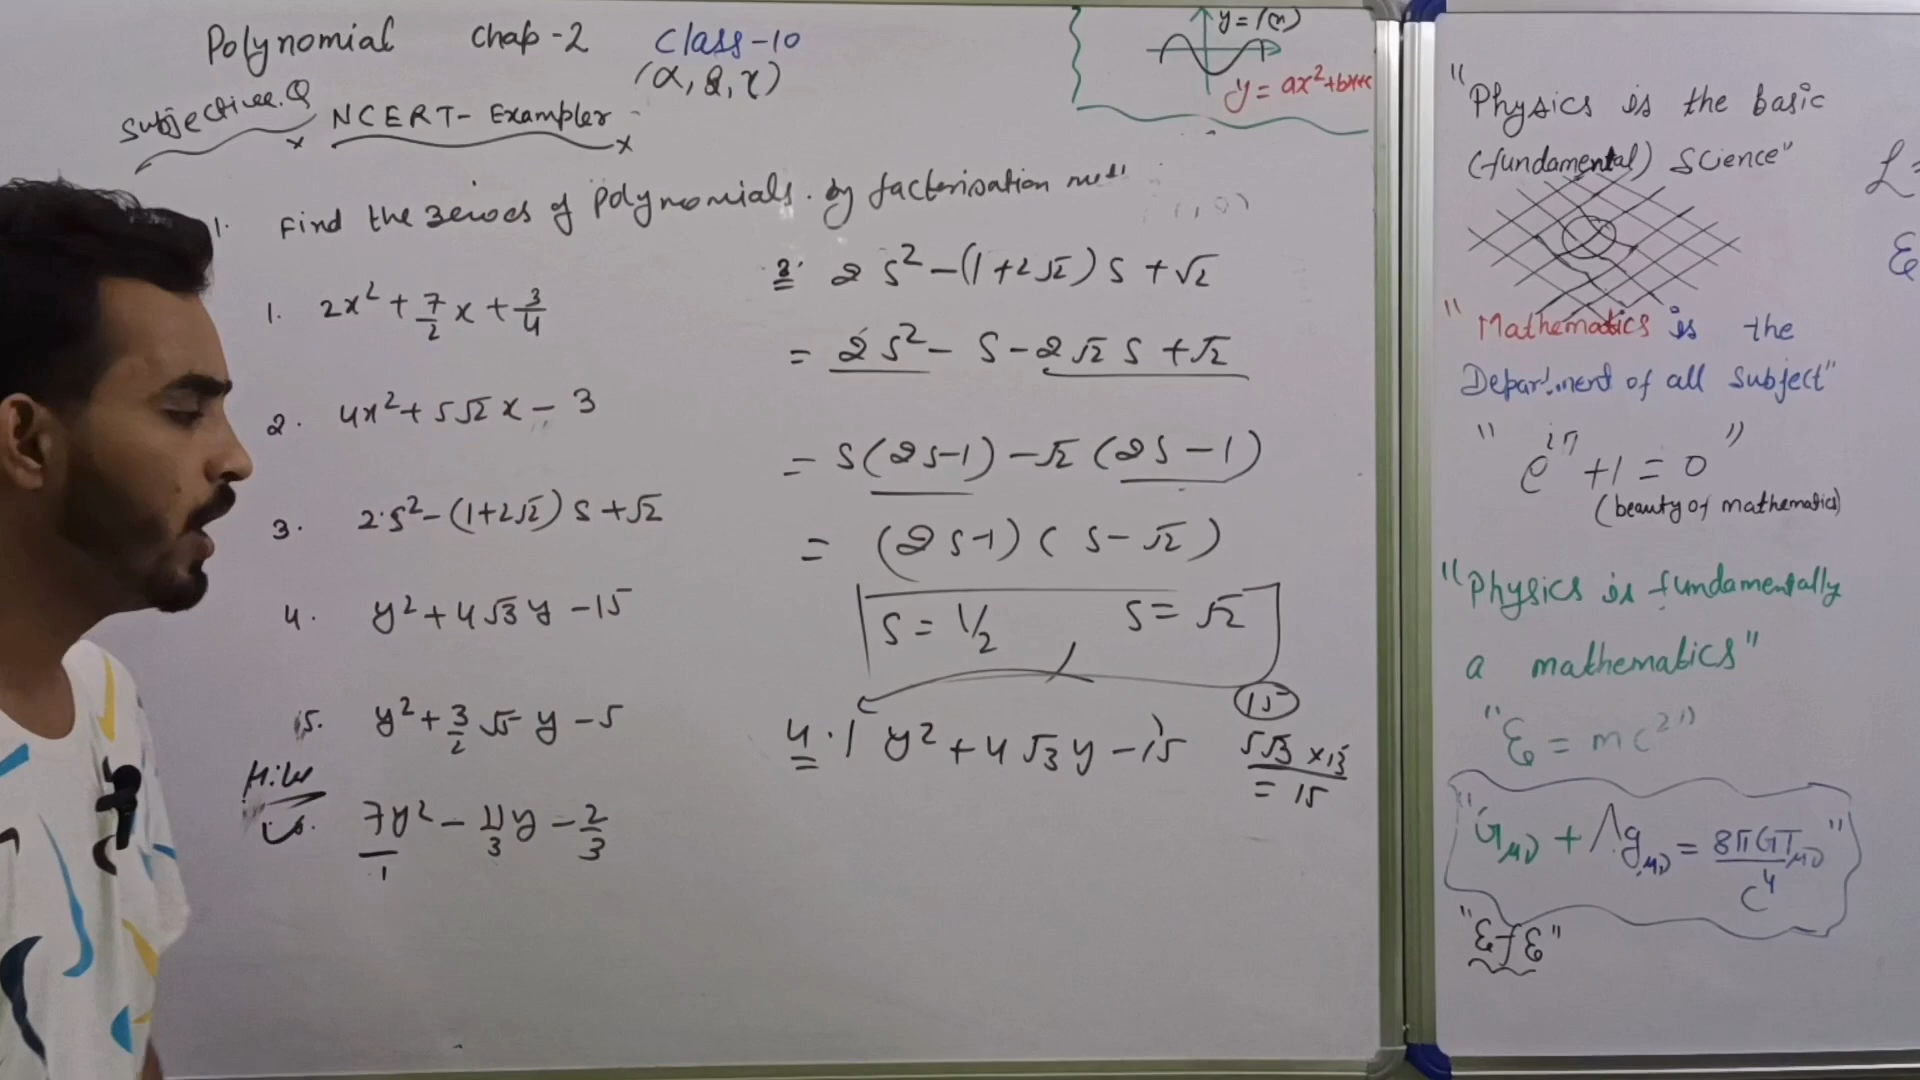 Polynomial Chap-2 Class-10
(α, β, γ)
Subjective.Q
NCERT- Exampler
1. Find the zeroes of Polynomials. by factorisation
1. 2x² + 7/2 x + 3/4
2. 4x² + 5√2 x - 3
3. 2s² - (1+2√2) s + √2
4. y² + 4√3 y - 15
5. y² + 3/2 √5 y - 5
H.W
6. 7y² - 11/3 y - 2/3
1
3. 2s² - (1+2√2) s + √2
= 2s² - s - 2√2 s + √2
= s(2s-1) - √2 (2s-1)
= (2s-1) (s-√2)
s = 1/2 , s = √2
4. 1 y² + 4√3 y - 15
15
5√3 × √3
= 15
y = f(x)
y = ax²+bx+c
"Physics is the basic
(fundamental) Science"
"Mathematics is the
Department of all subject"
"e^iπ + 1 = 0"
(beauty of mathematics)
"Physics is fundamentally
a mathematics"
"E = mc²"
"Gμν + Λgμν = 8πGTμν/c⁴"
"EfE"
L=
E